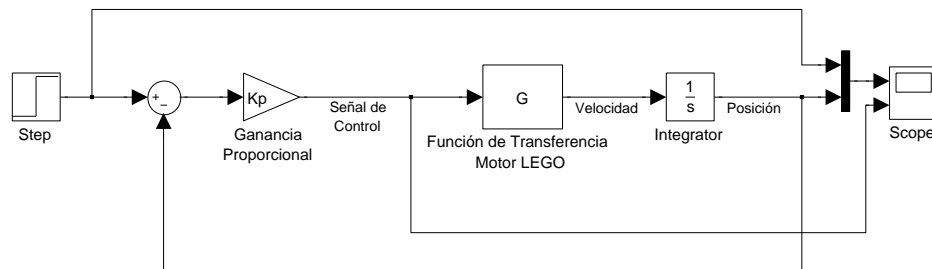 Step
+
−
Kp
Ganancia
Proporcional
Señal de
Control
G
Función de Transferencia
Motor LEGO
Velocidad
1
s
Integrator
Posición
Scope